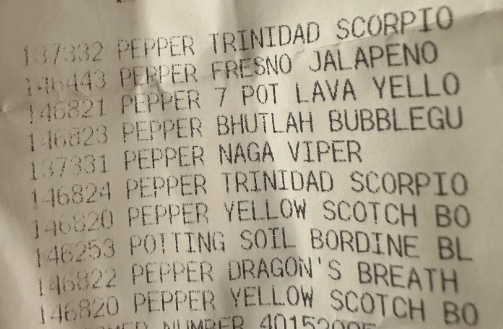 137332 PEPPER TRINIDAD SCORPIO
146443 PEPPER FRESNO JALAPENO
146821 PEPPER 7 POT LAVA YELLO
146823 PEPPER BHUTLAH BUBBLEGU
137331 PEPPER NAGA VIPER
146824 PEPPER TRINIDAD SCORPIO
146820 PEPPER YELLOW SCOTCH BO
146253 POTTING SOIL BORDINE BL
146822 PEPPER DRAGON'S BREATH
146820 PEPPER YELLOW SCOTCH BO
NUMBER